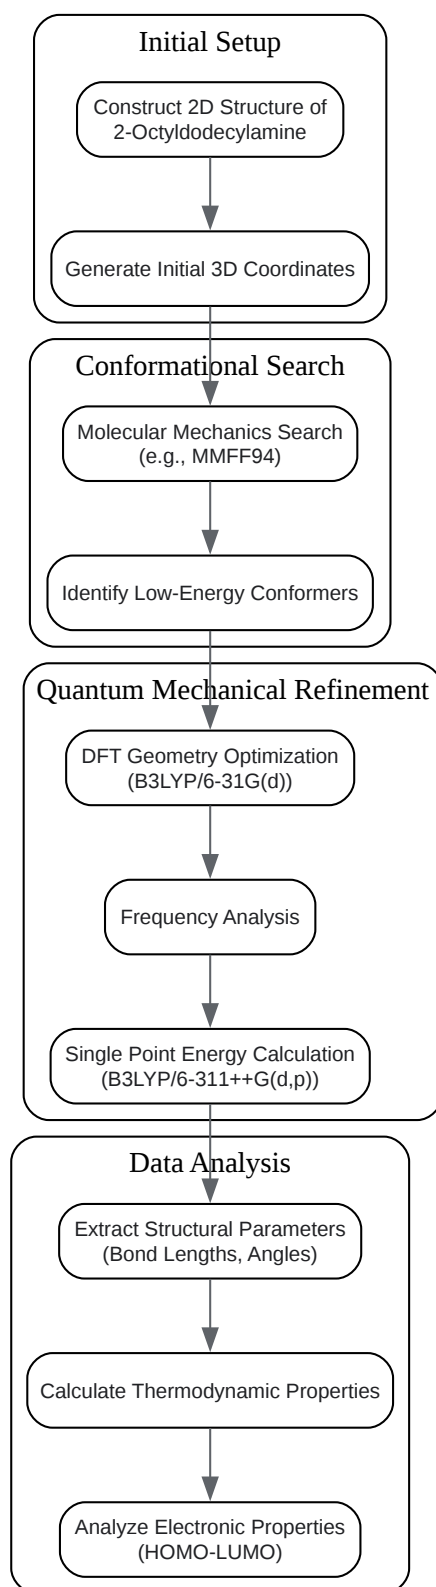 Initial Setup
Construct 2D Structure of
2-Octyldodecylamine
Generate Initial 3D Coordinates
Conformational Search
Molecular Mechanics Search
(e.g., MMFF94)
Identify Low-Energy Conformers
Quantum Mechanical Refinement
DFT Geometry Optimization
(B3LYP/6-31G(d))
Frequency Analysis
Single Point Energy Calculation
(B3LYP/6-311++G(d,p))
Data Analysis
Extract Structural Parameters
(Bond Lengths, Angles)
Calculate Thermodynamic Properties
Analyze Electronic Properties
(HOMO-LUMO)